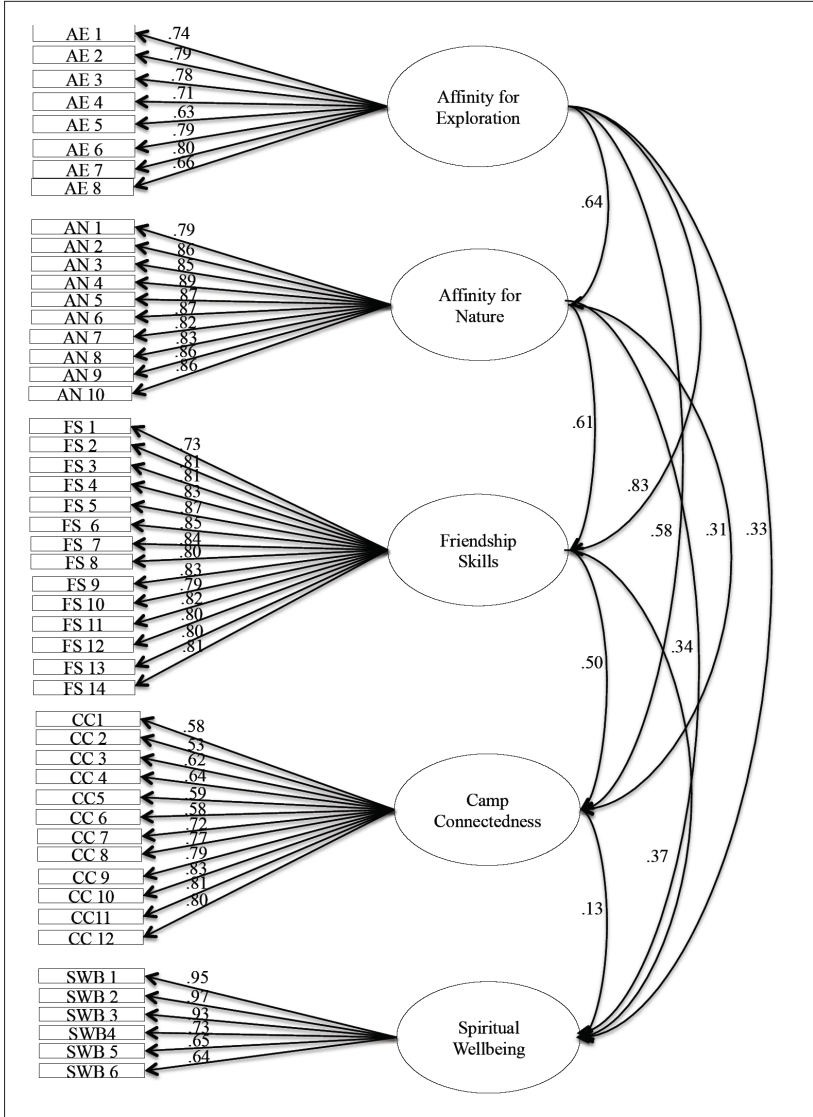 AE 1
AE 2
AE 3
AE 4
AE 5
AE 6
AE 7
AE 8
.74
.79
.78
.71
.63
.79
.80
.66
Affinity for
Exploration
.64
AN 1
AN 2
AN 3
AN 4
AN 5
AN 6
AN 7
AN 8
AN 9
AN 10
.79
.86
.85
.89
.87
.87
.82
.83
.86
.86
Affinity for
Nature
.61
.83
.58
.31
.33
FS 1
FS 2
FS 3
FS 4
FS 5
FS 6
FS 7
FS 8
FS 9
FS 10
FS 11
FS 12
FS 13
FS 14
.73
.81
.81
.83
.87
.85
.84
.80
.83
.79
.82
.80
.80
.81
Friendship
Skills
.50
.34
CC1
CC 2
CC 3
CC 4
CC5
CC 6
CC 7
CC 8
CC 9
CC 10
CC11
CC 12
.58
.53
.62
.64
.59
.58
.72
.77
.79
.83
.81
.80
Camp
Connectedness
.37
.13
SWB 1
SWB 2
SWB 3
SWB4
SWB 5
SWB 6
.95
.97
.93
.73
.65
.64
Spiritual
Wellbeing